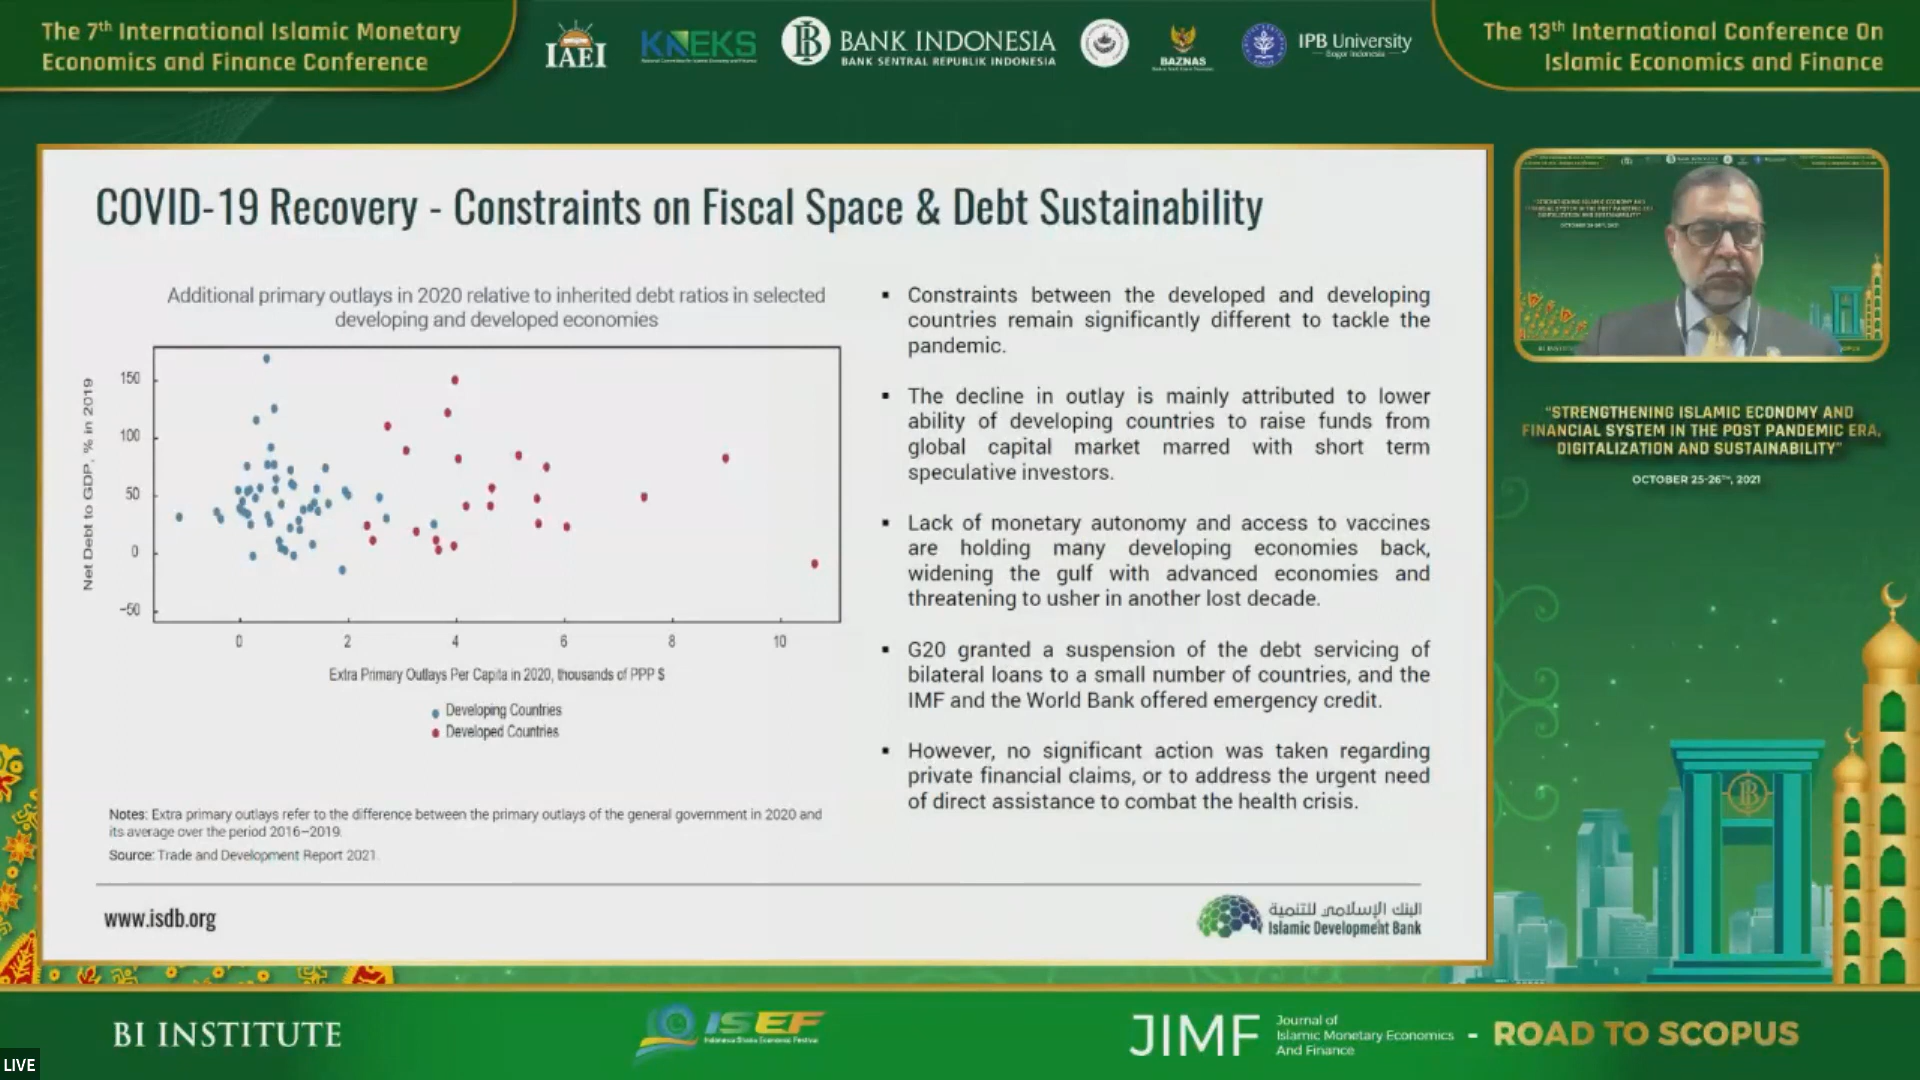 The 7th International Islamic Monetary
Economics and Finance Conference
IAEI
KNEKS
BANK INDONESIA
BANK SENTRAL REPUBLIK INDONESIA
BAZNAS
IPB University
Bogor Indonesia
The 13th International Conference On
Islamic Economics and Finance
COVID-19 Recovery - Constraints on Fiscal Space & Debt Sustainability
Additional primary outlays in 2020 relative to inherited debt ratios in selected
developing and developed economies
Net Debt to GDP, % in 2019
150
100
50
0
−50
0 2 4 6 8 10
Extra Primary Outlays Per Capita in 2020, thousands of PPP $
Developing Countries
Developed Countries
Notes: Extra primary outlays refer to the difference between the primary outlays of the general government in 2020 and
its average over the period 2016–2019.
Source: Trade and Development Report 2021.
▪ Constraints between the developed and developing
countries remain significantly different to tackle the
pandemic.
▪ The decline in outlay is mainly attributed to lower
ability of developing countries to raise funds from
global capital market marred with short term
speculative investors.
▪ Lack of monetary autonomy and access to vaccines
are holding many developing economies back,
widening the gulf with advanced economies and
threatening to usher in another lost decade.
▪ G20 granted a suspension of the debt servicing of
bilateral loans to a small number of countries, and the
IMF and the World Bank offered emergency credit.
▪ However, no significant action was taken regarding
private financial claims, or to address the urgent need
of direct assistance to combat the health crisis.
www.isdb.org
البنك الإسلامي للتنمية
Islamic Development Bank
"STRENGTHENING ISLAMIC ECONOMY AND
FINANCIAL SYSTEM IN THE POST PANDEMIC ERA,
DIGITALIZATION AND SUSTAINABILITY"
OCTOBER 25-26TH, 2021
BI INSTITUTE
ISEF
Indonesia Sharia Economic Festival
JIMF
Journal of
Islamic Monetary Economics
And Finance
- ROAD TO SCOPUS
LIVE